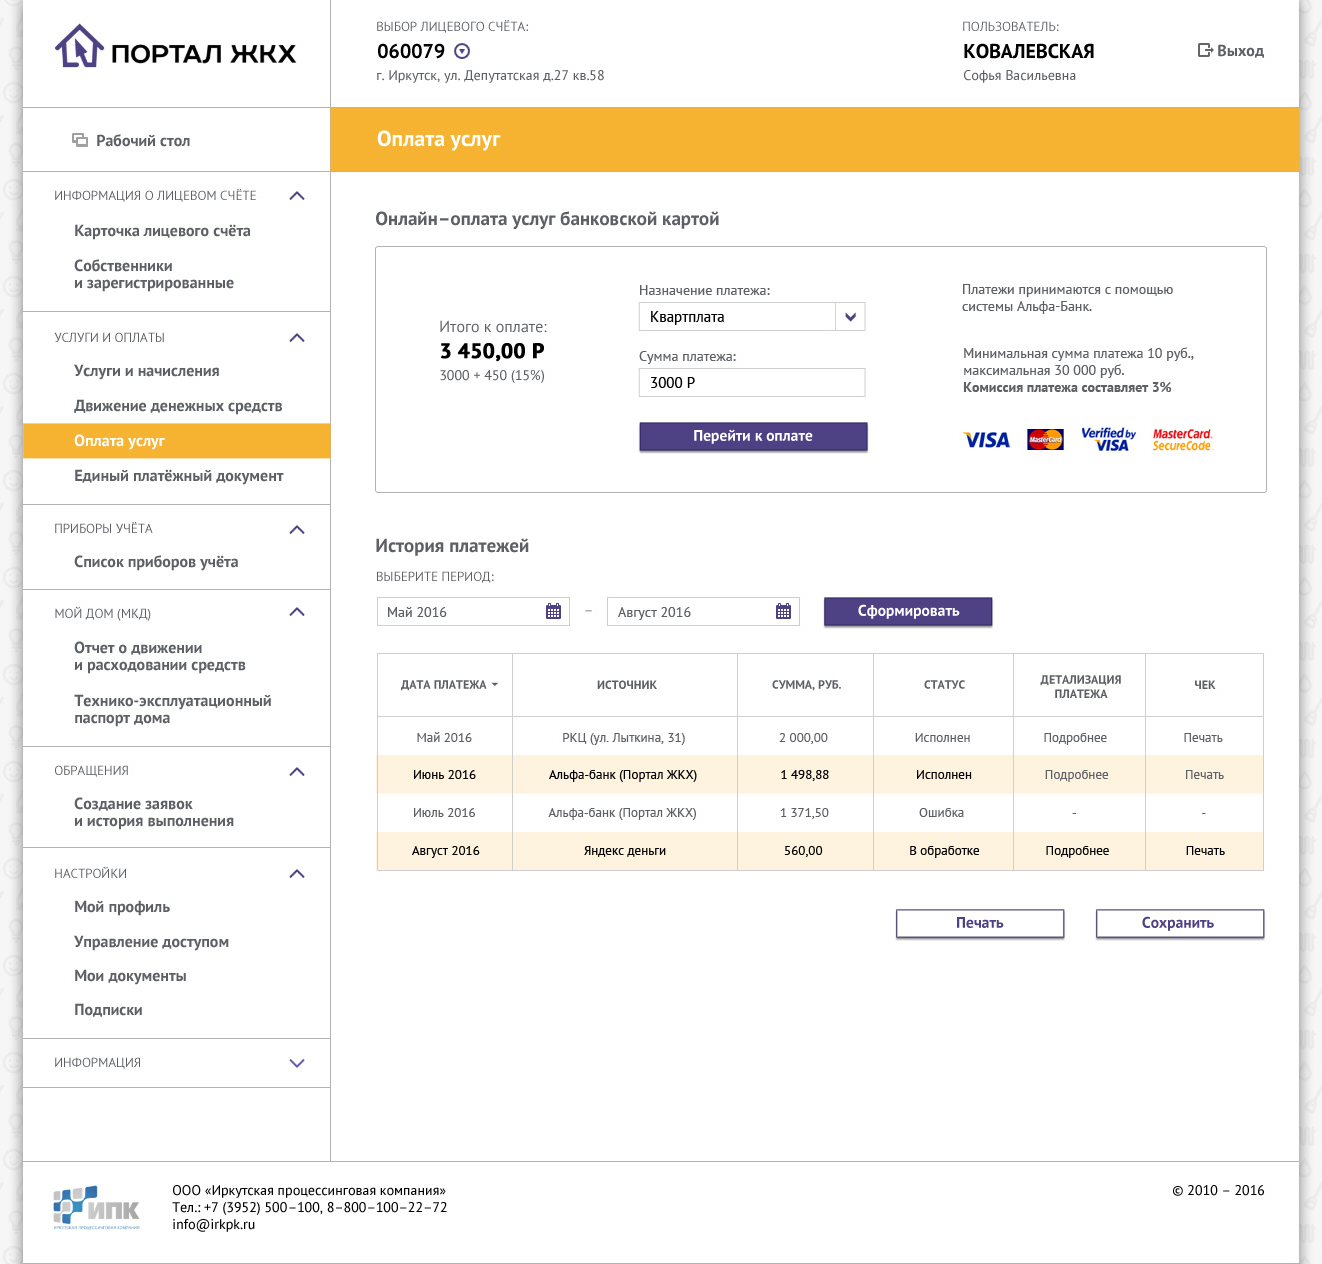 ПОРТАЛ ЖКХ
ВЫБОР ЛИЦЕВОГО СЧЁТА:
060079
г. Иркутск, ул. Депутатская д.27 кв.58
ПОЛЬЗОВАТЕЛЬ:
КОВАЛЕВСКАЯ
Софья Васильевна
Выход
Рабочий стол
ИНФОРМАЦИЯ О ЛИЦЕВОМ СЧЁТЕ
Карточка лицевого счёта
Собственники
и зарегистрированные
УСЛУГИ И ОПЛАТЫ
Услуги и начисления
Движение денежных средств
Оплата услуг
Единый платёжный документ
ПРИБОРЫ УЧЁТА
Список приборов учёта
МОЙ ДОМ (МКД)
Отчет о движении
и расходовании средств
Технико-эксплуатационный
паспорт дома
ОБРАЩЕНИЯ
Создание заявок
и история выполнения
НАСТРОЙКИ
Мой профиль
Управление доступом
Мои документы
Подписки
ИНФОРМАЦИЯ
Оплата услуг
Онлайн-оплата услуг банковской картой
Итого к оплате:
3 450,00 Р
3000 + 450 (15%)
Назначение платежа:
Квартплата
Сумма платежа:
3000 Р
Перейти к оплате
Платежи принимаются с помощью
системы Альфа-Банк.
Минимальная сумма платежа 10 руб.,
максимальная 30 000 руб.
Комиссия платежа составляет 3%
VISA MasterCard Verified by VISA MasterCard. SecureCode.
История платежей
ВЫБЕРИТЕ ПЕРИОД:
Май 2016 – Август 2016 Сформировать
ДАТА ПЛАТЕЖА ИСТОЧНИК СУММА, РУБ. СТАТУС ДЕТАЛИЗАЦИЯ ПЛАТЕЖА ЧЕК
Май 2016 РКЦ (ул. Лыткина, 31) 2 000,00 Исполнен Подробнее Печать
Июнь 2016 Альфа-банк (Портал ЖКХ) 1 498,88 Исполнен Подробнее Печать
Июль 2016 Альфа-банк (Портал ЖКХ) 1 371,50 Ошибка - -
Август 2016 Яндекс деньги 560,00 В обработке Подробнее Печать
Печать Сохранить
ИПК
ИРКУТСКАЯ ПРОЦЕССИНГОВАЯ КОМПАНИЯ
ООО «Иркутская процессинговая компания»
Тел.: +7 (3952) 500-100, 8-800-100-22-72
info@irkpk.ru
© 2010 – 2016